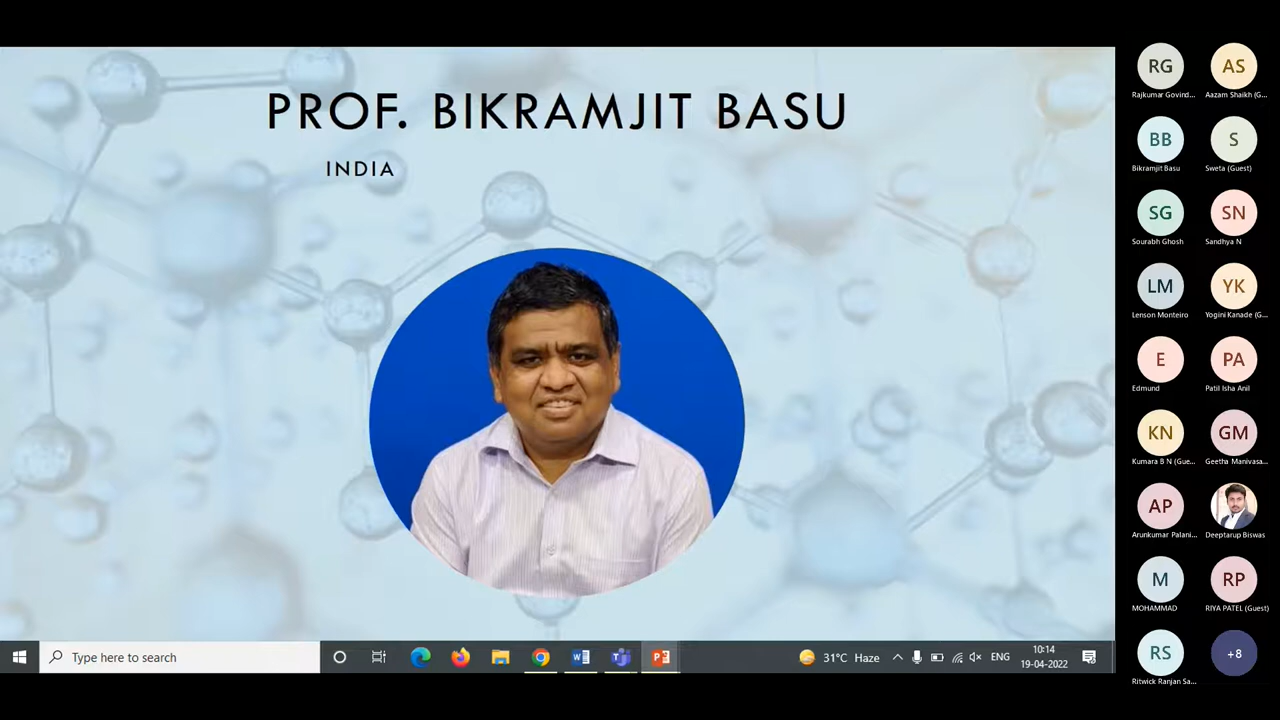 PROF. BIKRAMJIT BASU
INDIA
Type here to search
31°C Haze
ENG
10:14
19-04-2022
RG
Rajkumar Govind...
AS
Aazam Shaikh (G...
BB
Bikramjit Basu
S
Sweta (Guest)
SG
Sourabh Ghosh
SN
Sandhya N
LM
Lenson Monteiro
YK
Yogini Kanade (G...
E
Edmund
PA
Patil Isha Anil
KN
Kumara B N (Gue...
GM
Geetha Manivasa...
AP
Arunkumar Palani...
Deeptarup Biswas
M
MOHAMMAD
RP
RIYA PATEL (Guest)
RS
Ritwick Ranjan Sa...
+8